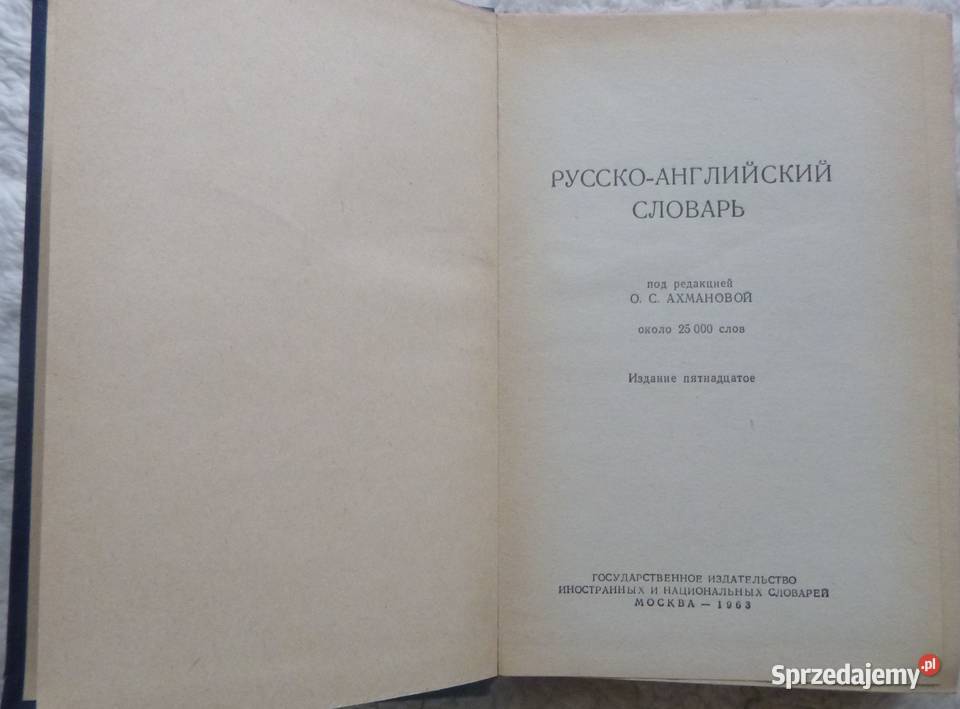 РУССКО-АНГЛИЙСКИЙ
СЛОВАРЬ
под редакцией
О. С. АХМАНОВОЙ
около 25 000 слов
Издание пятнадцатое
ГОСУДАРСТВЕННОЕ ИЗДАТЕЛЬСТВО
ИНОСТРАННЫХ И НАЦИОНАЛЬНЫХ СЛОВАРЕЙ
МОСКВА — 1963
Sprzedajemy.pl